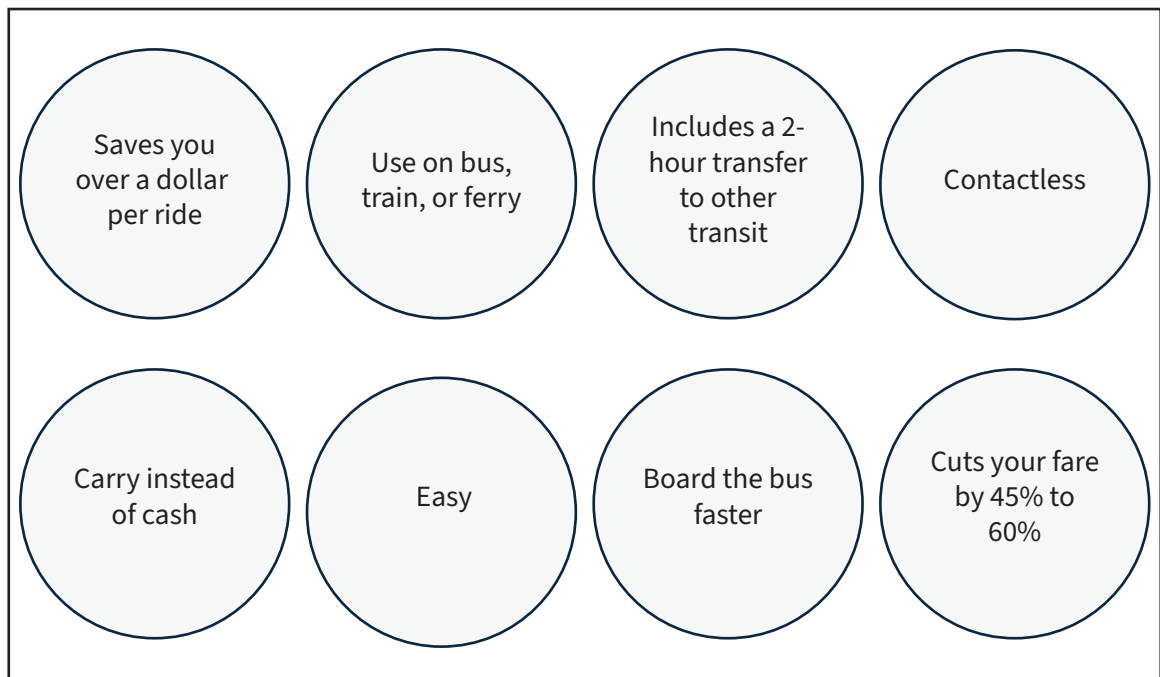 Saves you
over a dollar
per ride
Use on bus,
train, or ferry
Includes a 2-
hour transfer
to other
transit
Contactless
Carry instead
of cash
Easy
Board the bus
faster
Cuts your fare
by 45% to
60%